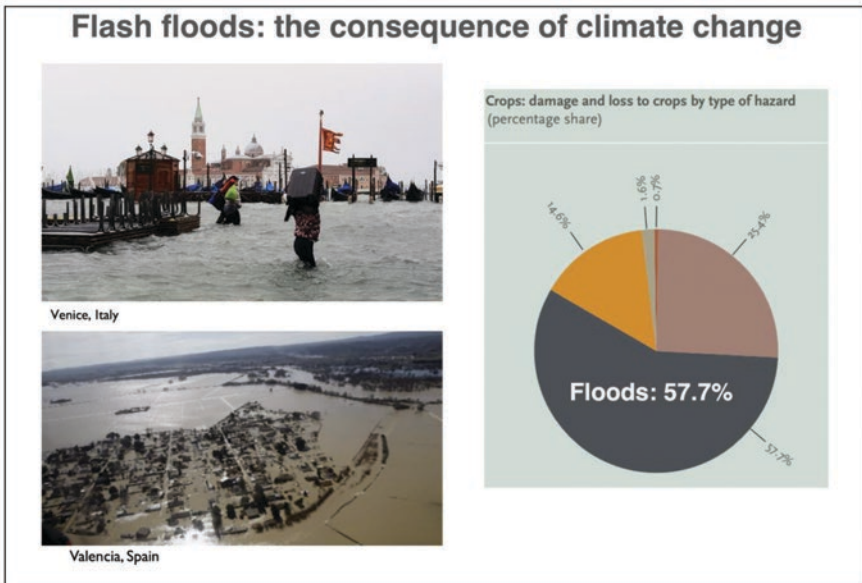 Flash floods: the consequence of climate change
Venice, Italy
Valencia, Spain
Crops: damage and loss to crops by type of hazard
(percentage share)
14.6%
1.6%
0.7%
25.4%
Floods: 57.7%
57.7%